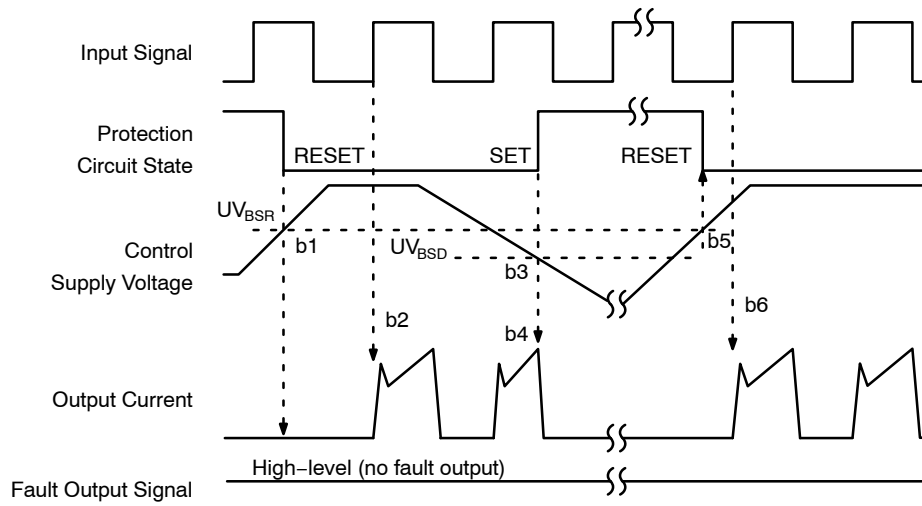 Input Signal
Protection
Circuit State
RESET
SET
RESET
UVBSR
b1
UVBSD
b3
b5
Control
Supply Voltage
b2
b4
b6
Output Current
High−level (no fault output)
Fault Output Signal